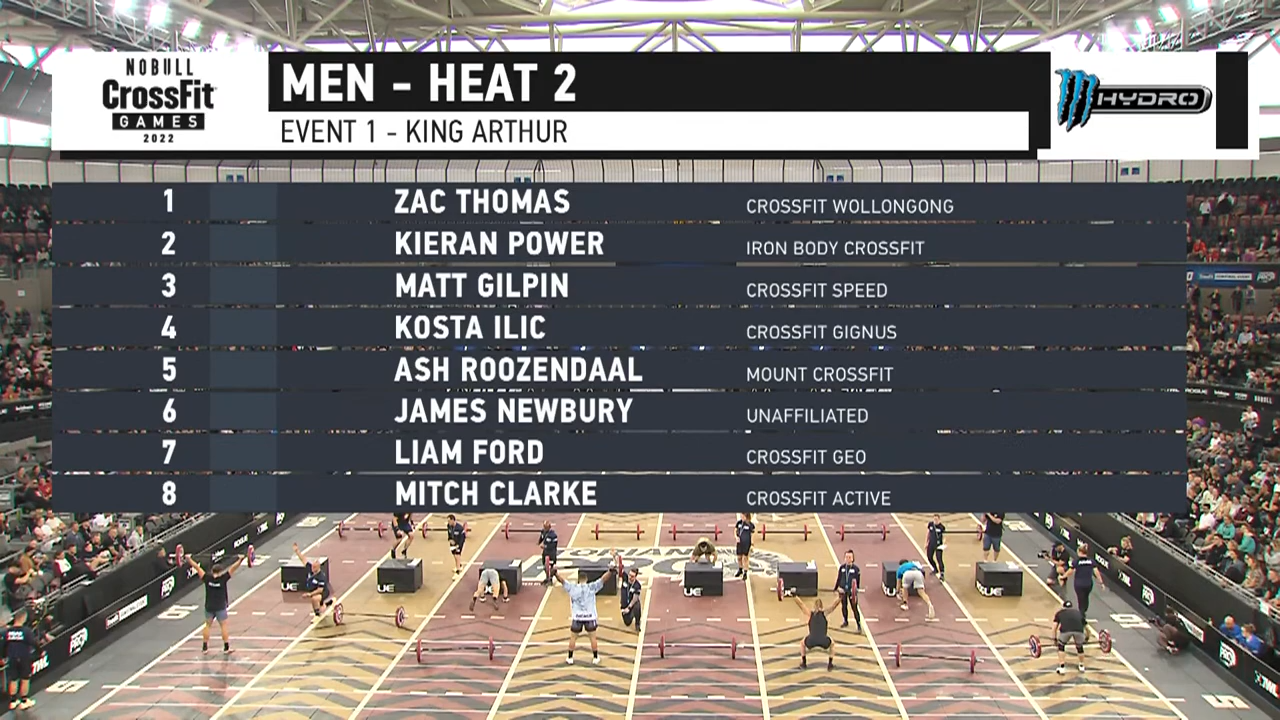 NOBULL
CrossFit
GAMES
2022
MEN - HEAT 2
EVENT 1 - KING ARTHUR
HYDRO
1 ZAC THOMAS CROSSFIT WOLLONGONG
2 KIERAN POWER IRON BODY CROSSFIT
3 MATT GILPIN CROSSFIT SPEED
4 KOSTA ILIC CROSSFIT GIGNUS
5 ASH ROOZENDAAL MOUNT CROSSFIT
6 JAMES NEWBURY UNAFFILIATED
7 LIAM FORD CROSSFIT GEO
8 MITCH CLARKE CROSSFIT ACTIVE